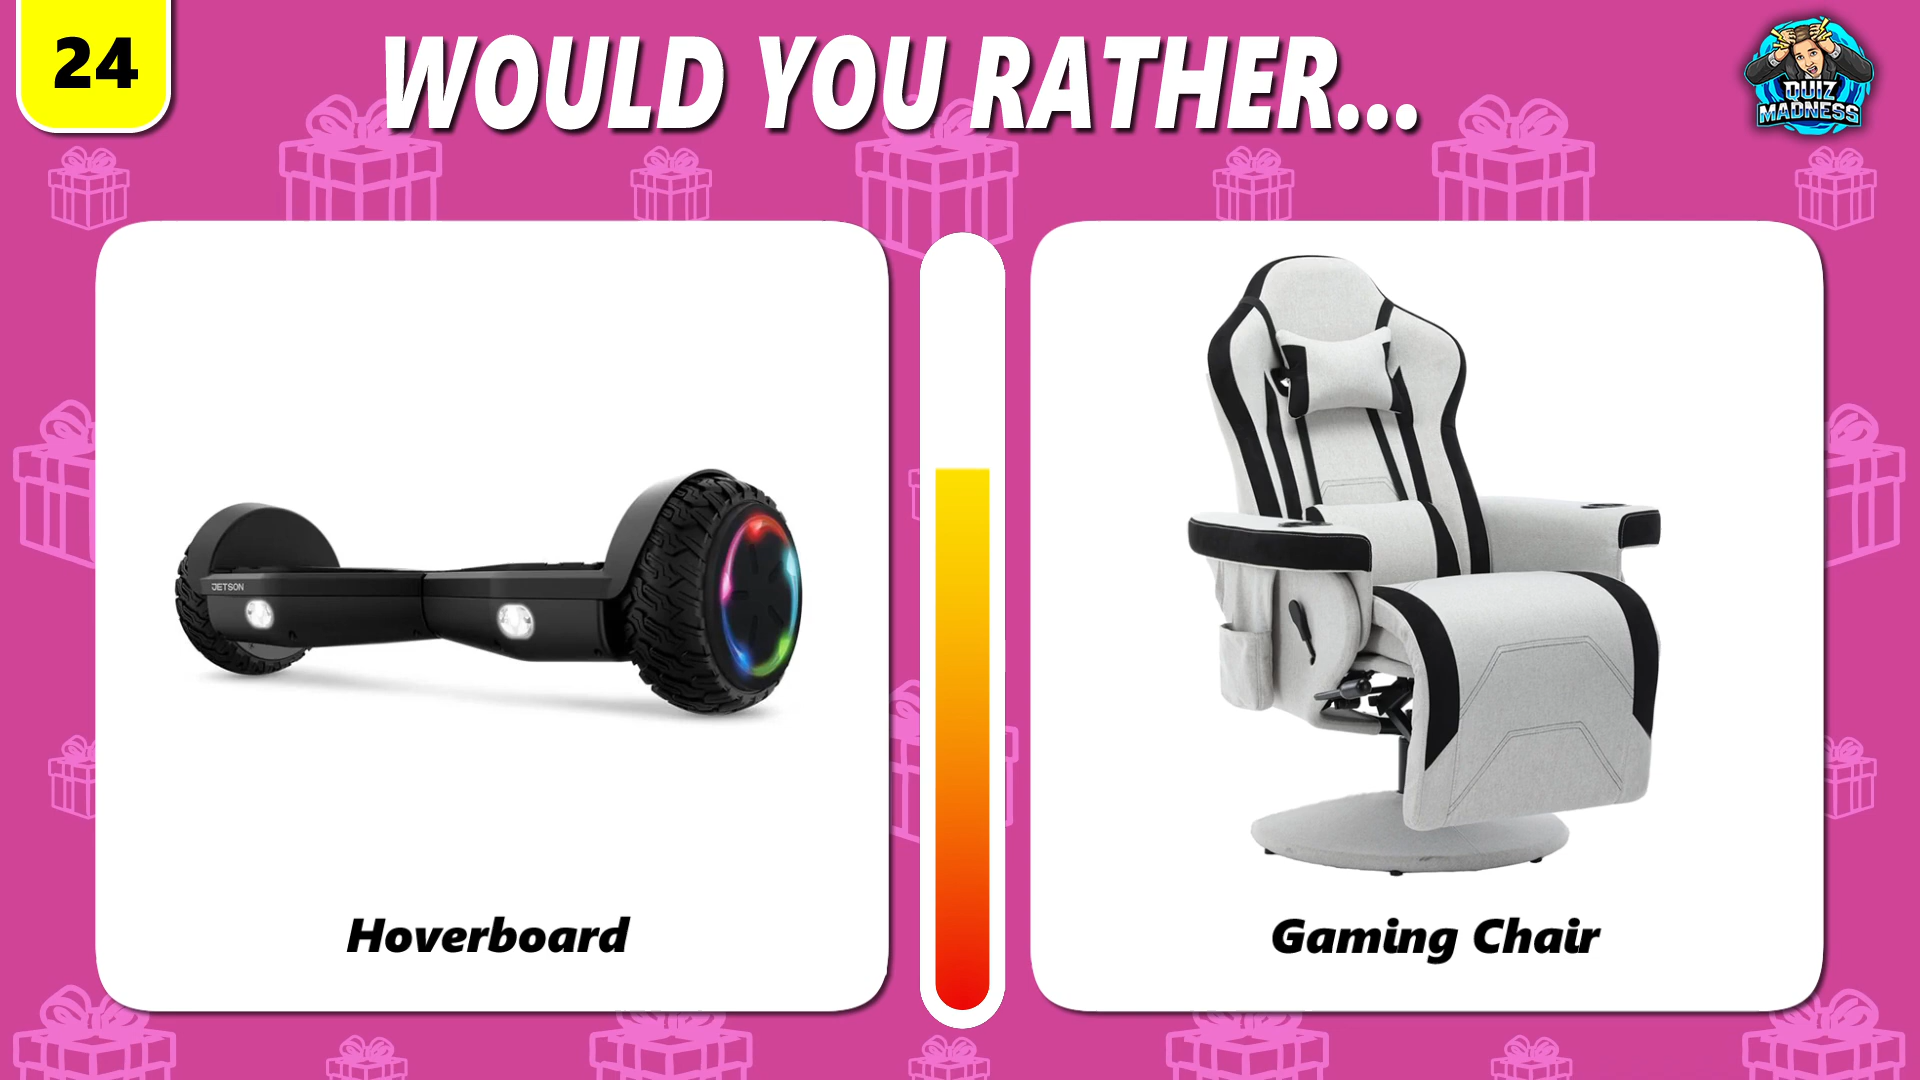 24
WOULD YOU RATHER...
QUIZ
MADNESS
JETSON
Hoverboard
Gaming Chair